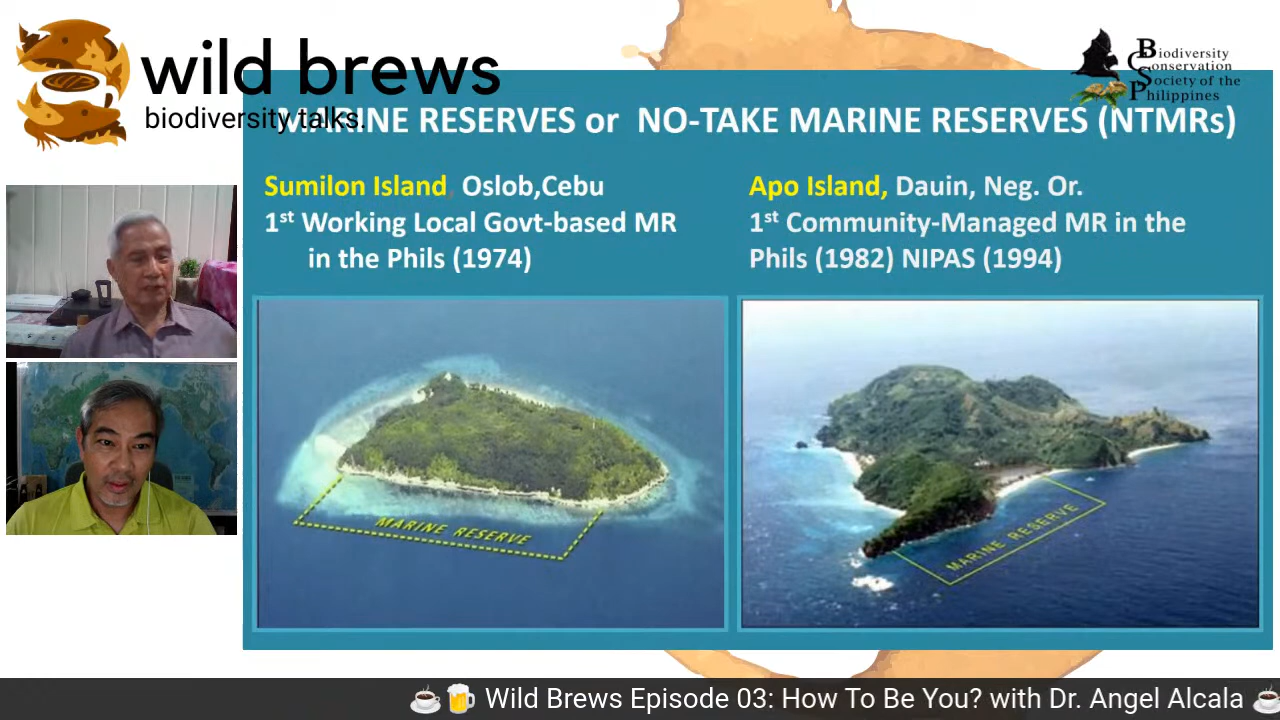 wild brews
biodiversity talks.
Biodiversity
Conservation
Society of the
Philippines
MARINE RESERVES or NO-TAKE MARINE RESERVES (NTMRs)
Sumilon Island, Oslob,Cebu
1st Working Local Govt-based MR
in the Phils (1974)
Apo Island, Dauin, Neg. Or.
1st Community-Managed MR in the
Phils (1982) NIPAS (1994)
MARINE RESERVE
MARINE RESERVE
☕🍺 Wild Brews Episode 03: How To Be You? with Dr. Angel Alcala ☕